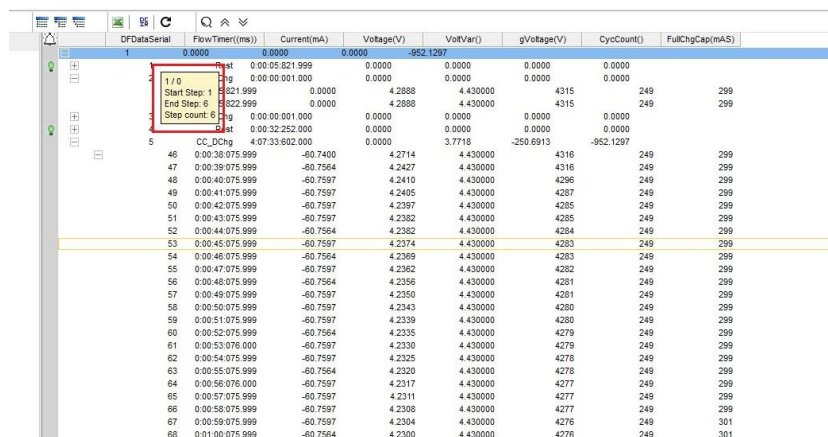 DFDataSerial FlowTimer((ms)) Current(mA) Voltage(V) VoltVar() gVoltage(V) CycCount() FullChgCap(mAS)
1 0.0000 0.0000 0.0000 -952.1297
Rest 0:00:05:821.999 0.0000 0.0000 0.0000 0.0000
0:00:00:001.000 0.0000 0.0000 0.0000 0.0000
1 / 0
Start Step: 1
End Step: 6
Step count: 6
0.0000 4.2888 4.430000 4315 249 299
0.0000 4.2888 4.430000 4315 249 299
0:00:00:001.000 0.0000 0.0000 0.0000 0.0000
0:00:32:252.000 0.0000 0.0000 0.0000 0.0000
5 CC_DChg 4:07:33:602.000 0.0000 3.7718 -250.6913 -952.1297
46 0:00:38:075.999 -60.7400 4.2714 4.430000 4316 249 299
47 0:00:39:075.999 -60.7564 4.2427 4.430000 4316 249 299
48 0:00:40:075.999 -60.7597 4.2410 4.430000 4296 249 299
49 0:00:41:075.999 -60.7597 4.2405 4.430000 4287 249 299
50 0:00:42:075.999 -60.7597 4.2397 4.430000 4285 249 299
51 0:00:43:075.999 -60.7597 4.2382 4.430000 4285 249 299
52 0:00:44:075.999 -60.7564 4.2382 4.430000 4284 249 299
53 0:00:45:075.999 -60.7597 4.2374 4.430000 4283 249 299
54 0:00:46:075.999 -60.7564 4.2369 4.430000 4283 249 299
55 0:00:47:075.999 -60.7597 4.2362 4.430000 4282 249 299
56 0:00:48:075.999 -60.7564 4.2356 4.430000 4281 249 299
57 0:00:49:075.999 -60.7597 4.2350 4.430000 4281 249 299
58 0:00:50:075.999 -60.7597 4.2343 4.430000 4280 249 299
59 0:00:51:075.999 -60.7597 4.2339 4.430000 4280 249 299
60 0:00:52:075.999 -60.7564 4.2335 4.430000 4279 249 299
61 0:00:53:076.000 -60.7597 4.2330 4.430000 4279 249 299
62 0:00:54:075.999 -60.7597 4.2325 4.430000 4278 249 299
63 0:00:55:075.999 -60.7564 4.2320 4.430000 4278 249 299
64 0:00:56:076.000 -60.7597 4.2317 4.430000 4277 249 299
65 0:00:57:075.999 -60.7597 4.2311 4.430000 4277 249 299
66 0:00:58:075.999 -60.7597 4.2308 4.430000 4277 249 299
67 0:00:59:075.999 -60.7597 4.2304 4.430000 4276 249 301
68 0:01:00:075.999 -60.7564 4.2300 4.430000 4276 249 301